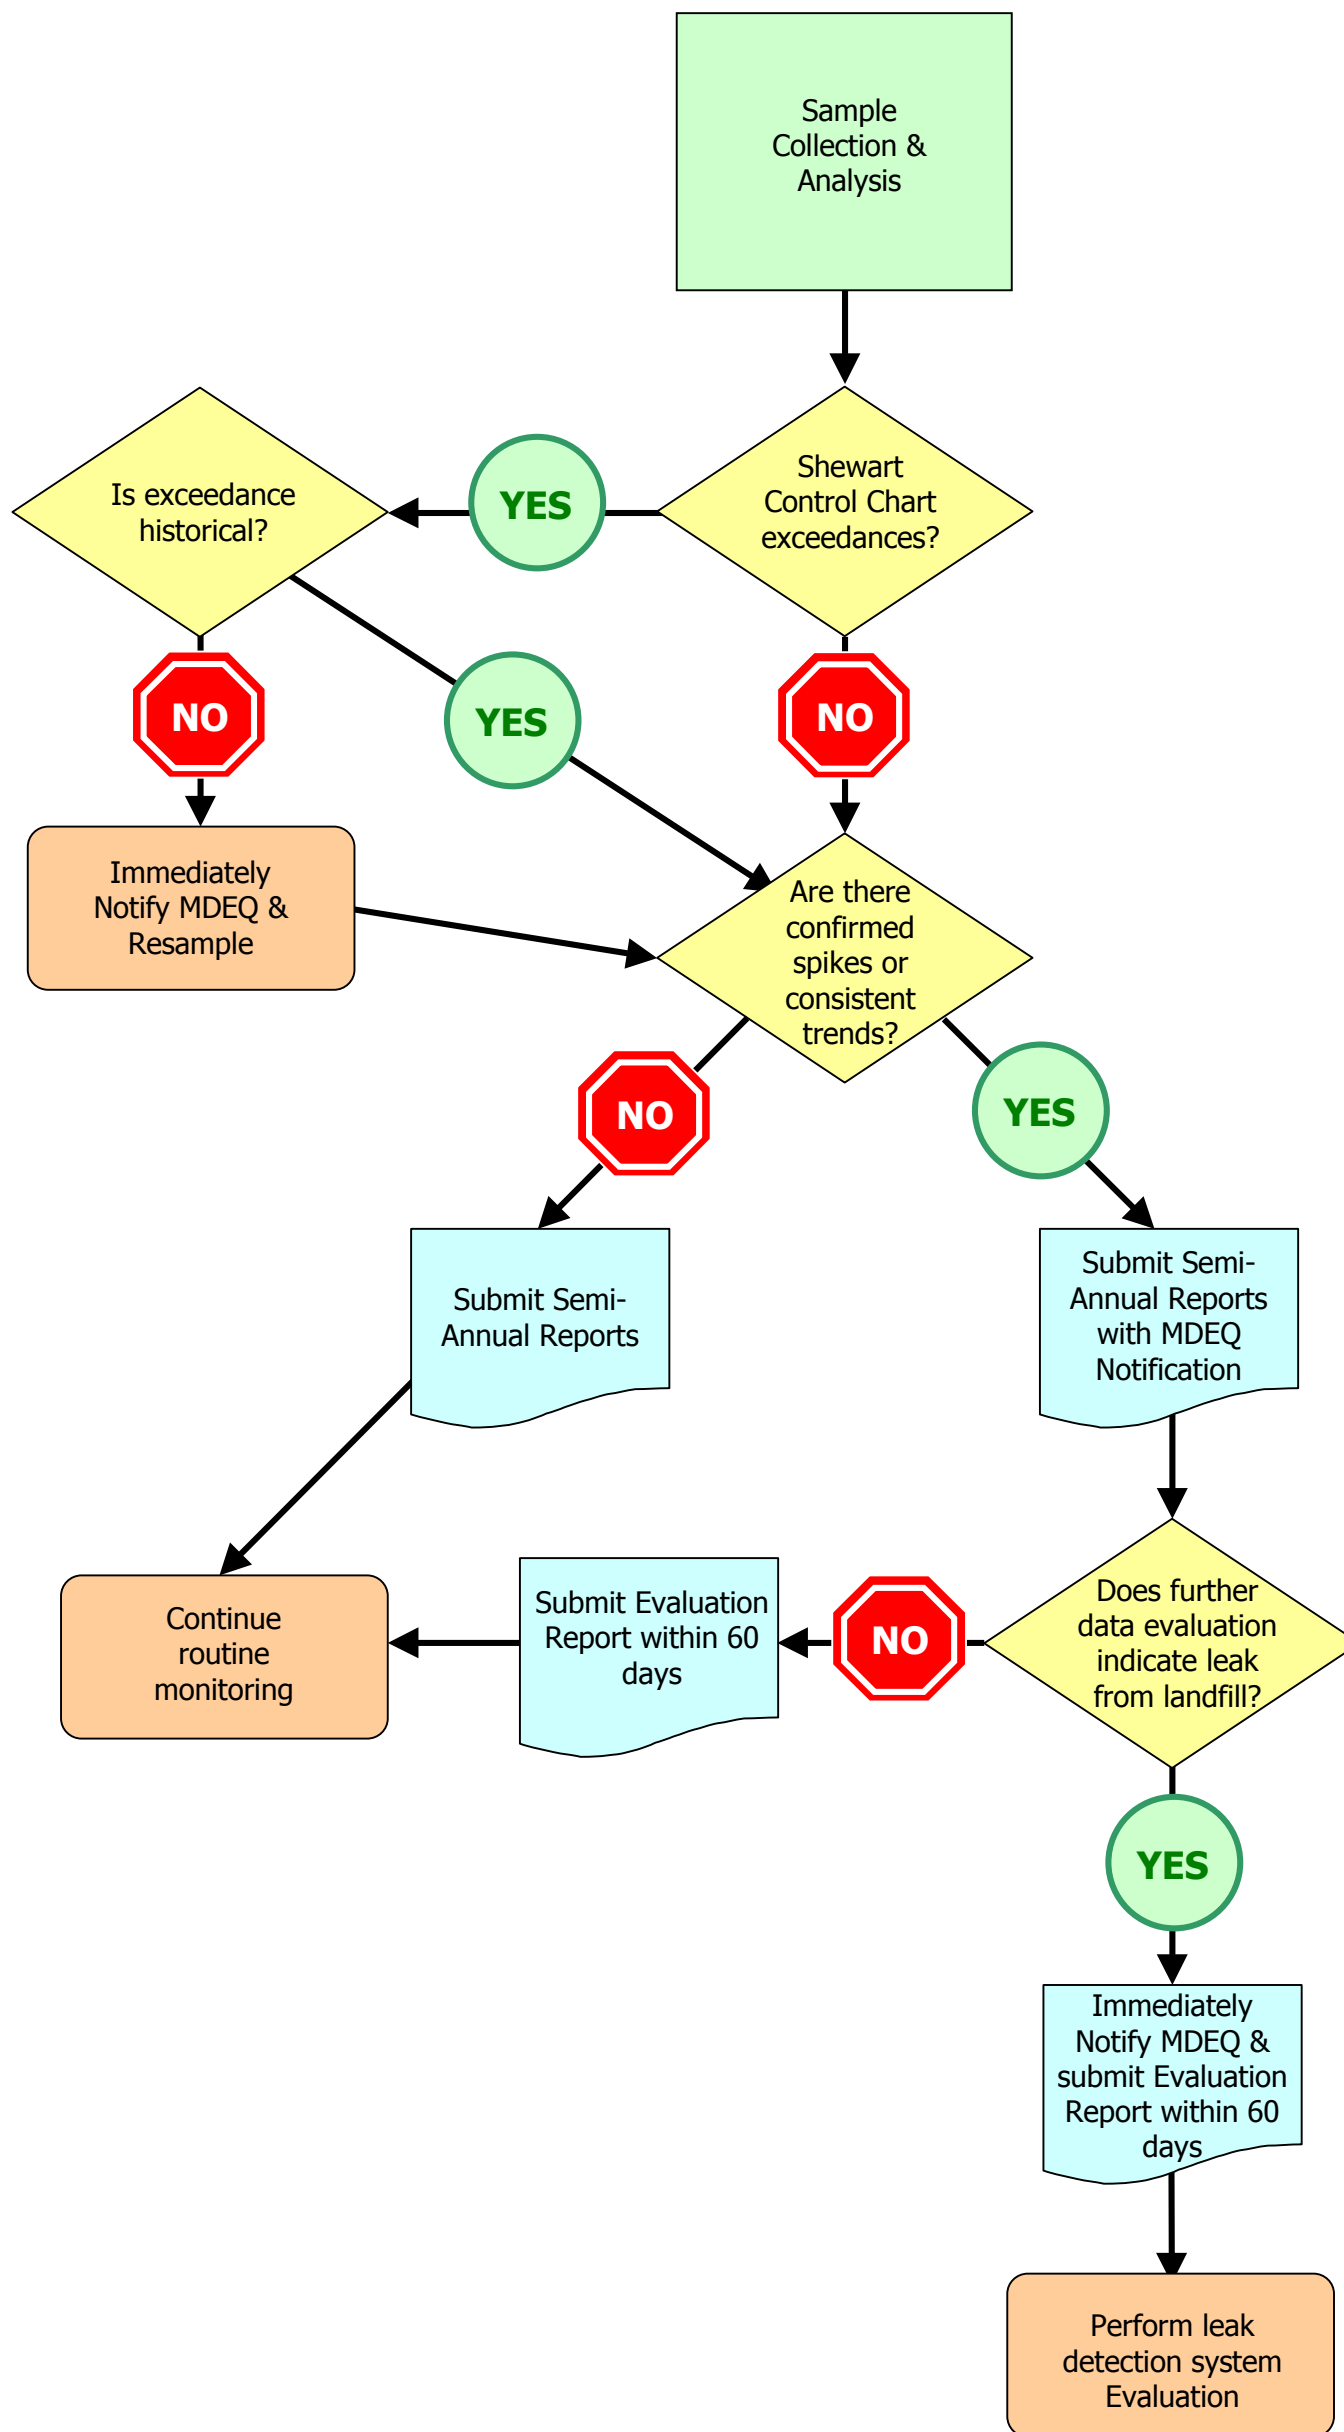 Sample
Collection &
Analysis
Shewart
Control Chart
exceedances?
YES
Is exceedance
historical?
NO
YES
NO
Immediately
Notify MDEQ &
Resample
Are there
confirmed
spikes or
consistent
trends?
NO
YES
Submit Semi-
Annual Reports
Submit Semi-
Annual Reports
with MDEQ
Notification
Continue
routine
monitoring
Submit Evaluation
Report within 60
days
NO
Does further
data evaluation
indicate leak
from landfill?
YES
Immediately
Notify MDEQ &
submit Evaluation
Report within 60
days
Perform leak
detection system
Evaluation